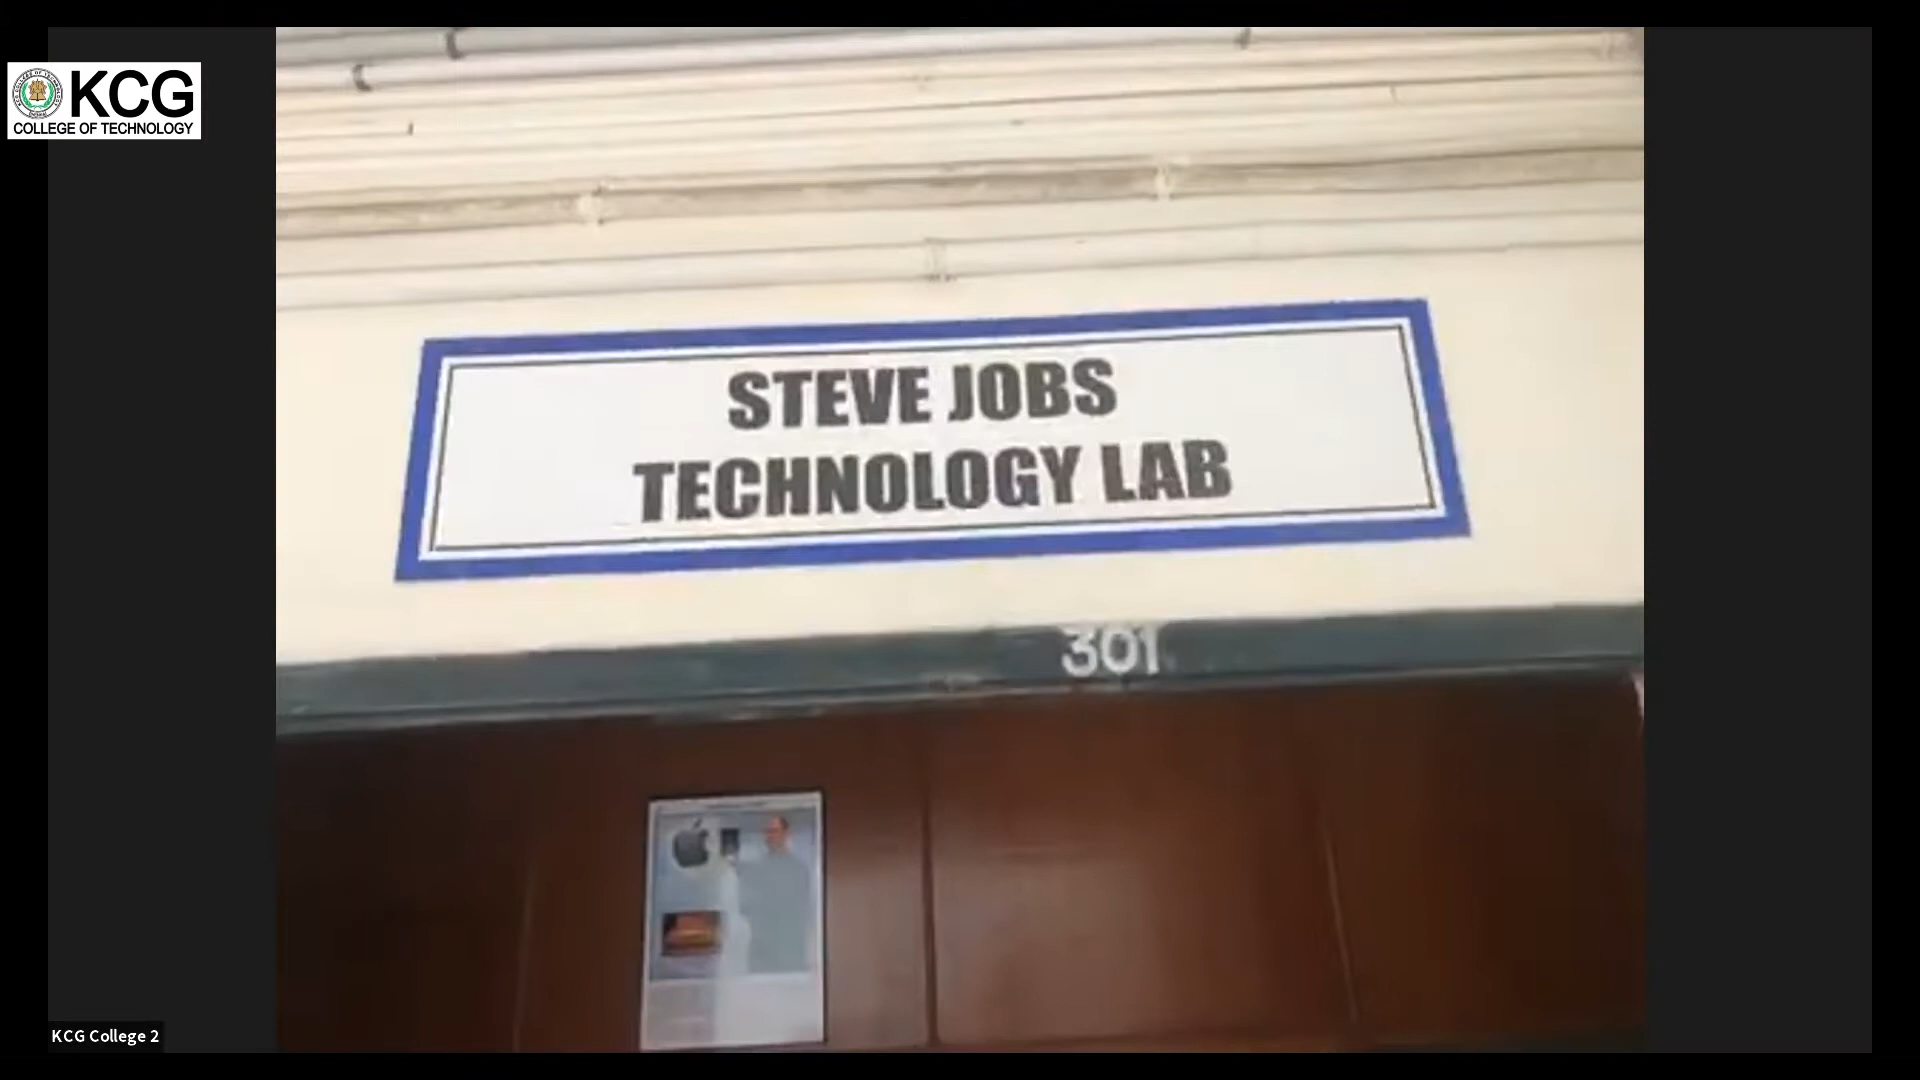 KCG
COLLEGE OF TECHNOLOGY
STEVE JOBS
TECHNOLOGY LAB
301
KCG College 2